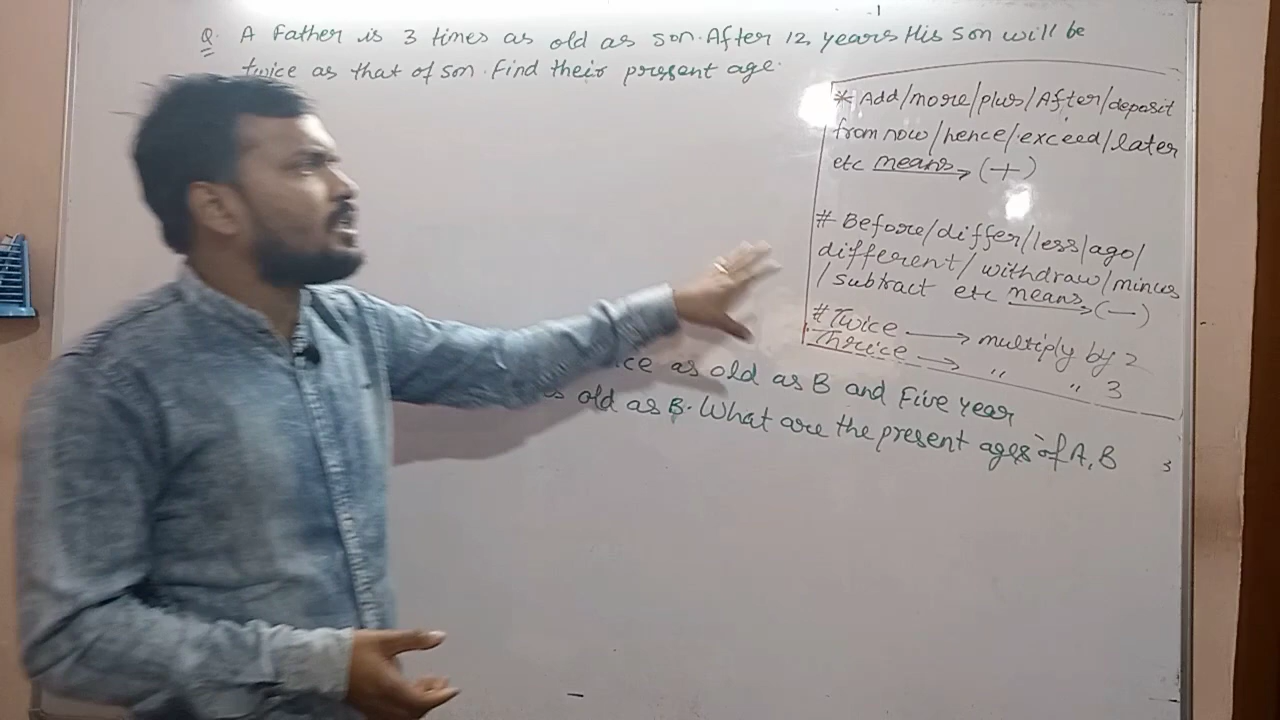 Q. A Father is 3 times as old as son. After 12 years His son will be
twice as that of son. Find their present age.
* Add/more/plus/After/deposit
from now/hence/exceed/later
etc means → (+)
# Before/differ/less/ago/
different/withdraw/minus
/subtract etc means → (−)
# Twice → multiply by 2
Thrice → " " 3
as old as B and Five year
old as B. What are the present ages of A, B